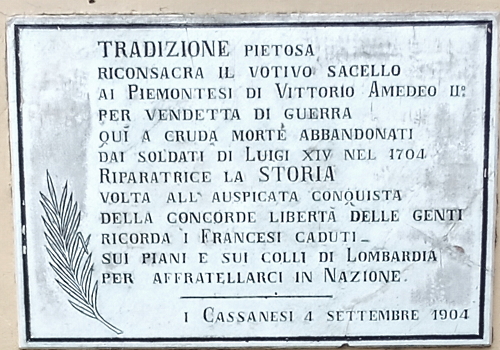 TRADIZIONE PIETOSA
RICONSACRA IL VOTIVO SACELLO
AI PIEMONTESI DI VITTORIO AMEDEO II°
PER VENDETTA DI GUERRA
QUI A CRUDA MORTE ABBANDONATI
DAI SOLDATI DI LUIGI XIV NEL 1704
RIPARATRICE LA STORIA
VOLTA ALL' AUSPICATA CONQUISTA
DELLA CONCORDE LIBERTÀ DELLE GENTI
RICORDA I FRANCESI CADUTI_
SUI PIANI E SUI COLLI DI LOMBARDIA
PER AFFRATELLARCI IN NAZIONE.
I CASSANESI 4 SETTEMBRE 1904